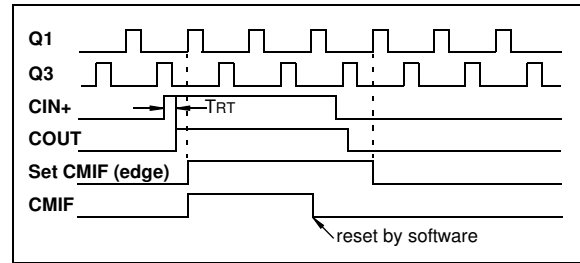 Q1
Q3
CIN+
TRT
COUT
Set CMIF (edge)
CMIF
reset by software